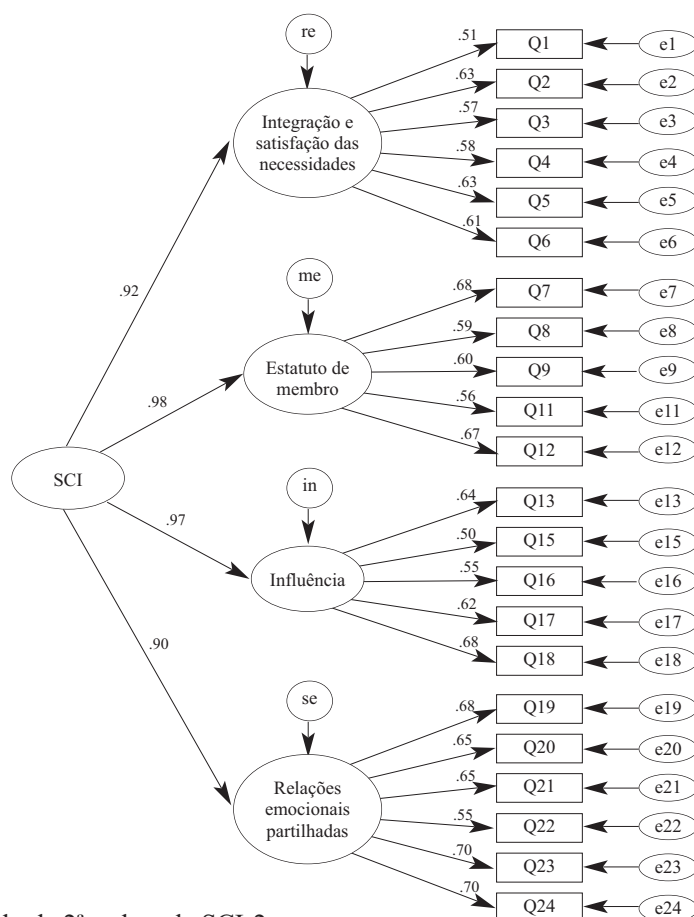 re
.51
Q1
e1
.63
Q2
e2
Integração e
satisfação das
necessidades
.57
Q3
e3
.58
Q4
e4
.63
Q5
e5
.61
Q6
e6
.92
me
.68
Q7
e7
.59
Q8
e8
Estatuto de
membro
.60
Q9
e9
.56
Q11
e11
.67
Q12
e12
.98
SCI
in
.64
Q13
e13
.97
.50
Q15
e15
Influência
.55
Q16
e16
.62
Q17
e17
.68
Q18
e18
.90
se
.68
Q19
e19
.65
Q20
e20
Relações
emocionais
partilhadas
.65
Q21
e21
.55
Q22
e22
.70
Q23
e23
.70
Q24
e24